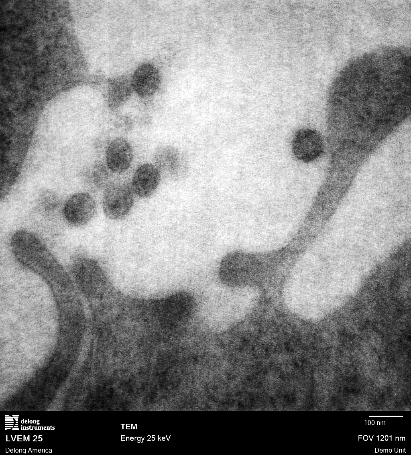 delong
instruments
LVEM 25
Delong America
TEM
Energy 25 keV
100 nm
FOV 1201 nm
Demo Unit